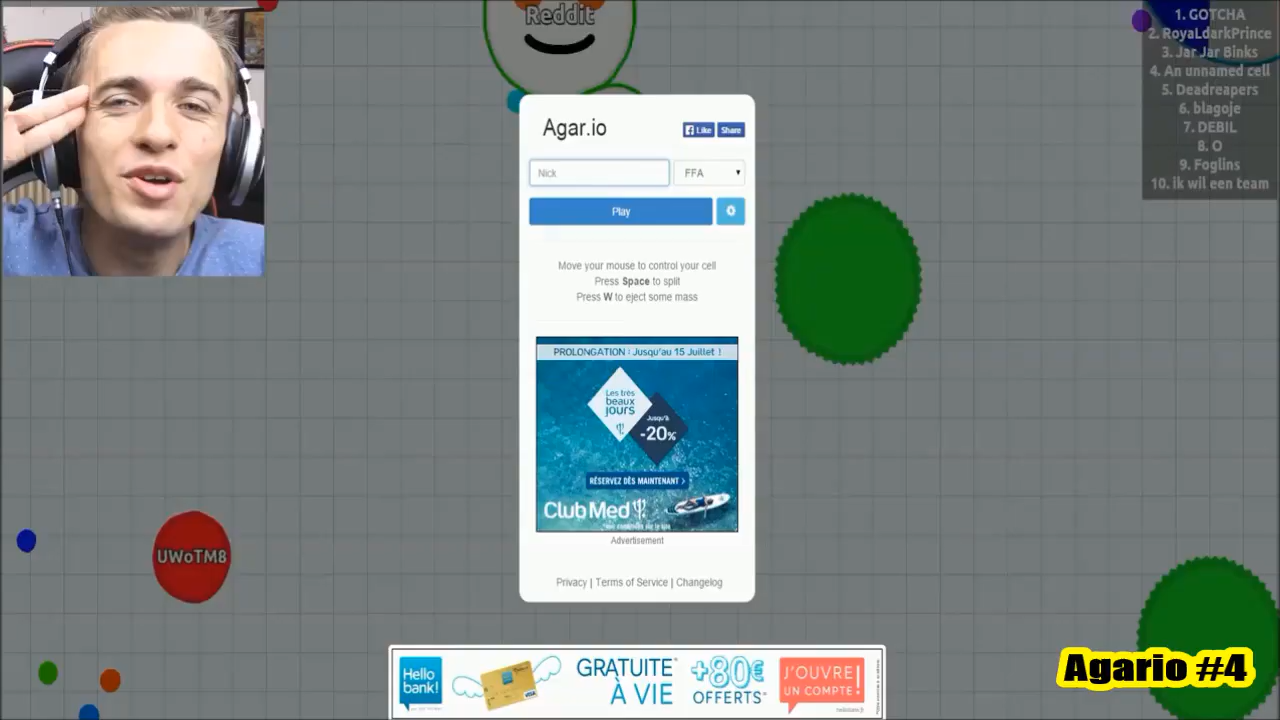 Reddit
1. GOTCHA
2. RoyaLdarkPrince
3. Jar Jar Binks
4. An unnamed cell
5. Deadreapers
6. blagoje
7. DEBIL
8. O
9. Foglins
10. ik wil een team
Agar.io
Like
Share
Nick
FFA
Play
Move your mouse to control your cell
Press Space to split
Press W to eject some mass
PROLONGATION : Jusqu'au 15 Juillet !
Les très
beaux
jours
Jusqu'à
-20%
RÉSERVEZ DÈS MAINTENANT >
Club Med
Advertisement
Privacy | Terms of Service | Changelog
UWoTM8
Hello
bank!
VISA
GRATUITE*
À VIE
+80€
OFFERTS*
J'OUVRE
UN COMPTE !
Agario #4